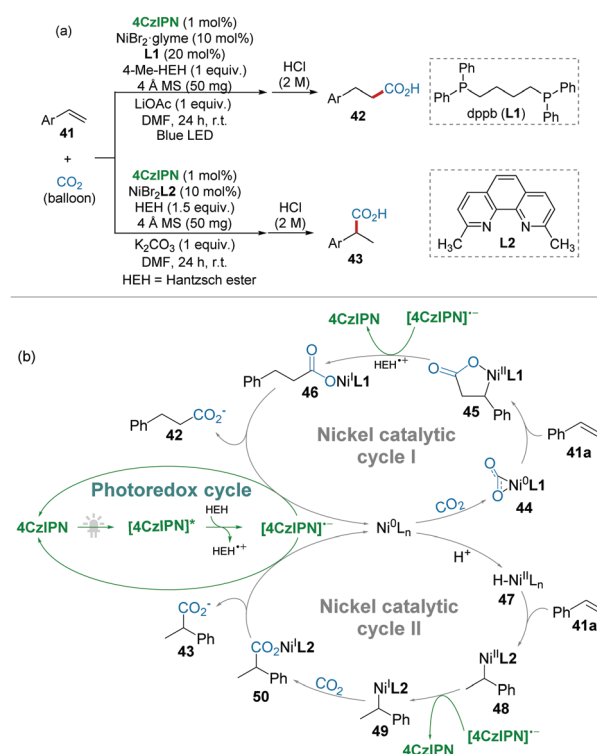 (a)
4CzIPN (1 mol%)
NiBr₂·glyme (10 mol%)
L1 (20 mol%)
4-Me-HEH (1 equiv.)
4 Å MS (50 mg)
LiOAc (1 equiv.)
DMF, 24 h, r.t.
Blue LED
HCl
(2 M)
Ar
CO₂H
42
Ph
Ph
P
P
Ph
Ph
dppb (L1)
Ar
41
+
CO₂
(balloon)
4CzIPN (1 mol%)
NiBr₂L2 (10 mol%)
HEH (1.5 equiv.)
4 Å MS (50 mg)
K₂CO₃ (1 equiv.)
DMF, 24 h, r.t.
HEH = Hantzsch ester
HCl
(2 M)
CO₂H
Ar
43
N
N
CH₃
L2
CH₃
(b)
4CzIPN
[4CzIPN]•−
HEH•+
Ph
O
ONiᴵL1
46
O
O
NiᴵᴵL1
Ph
45
Ph
CO₂⁻
42
Nickel catalytic
cycle I
Ph
41a
O
O
Ni⁰L1
44
CO₂
Photoredox cycle
4CzIPN
[4CzIPN]*
HEH
HEH•+
[4CzIPN]•−
Ni⁰Lₙ
H⁺
H-NiᴵᴵLₙ
47
Ph
41a
Nickel catalytic
cycle II
CO₂⁻
Ph
43
CO₂NiᴵL2
Ph
50
CO₂
NiᴵL2
Ph
49
NiᴵᴵL2
Ph
48
4CzIPN
[4CzIPN]•−